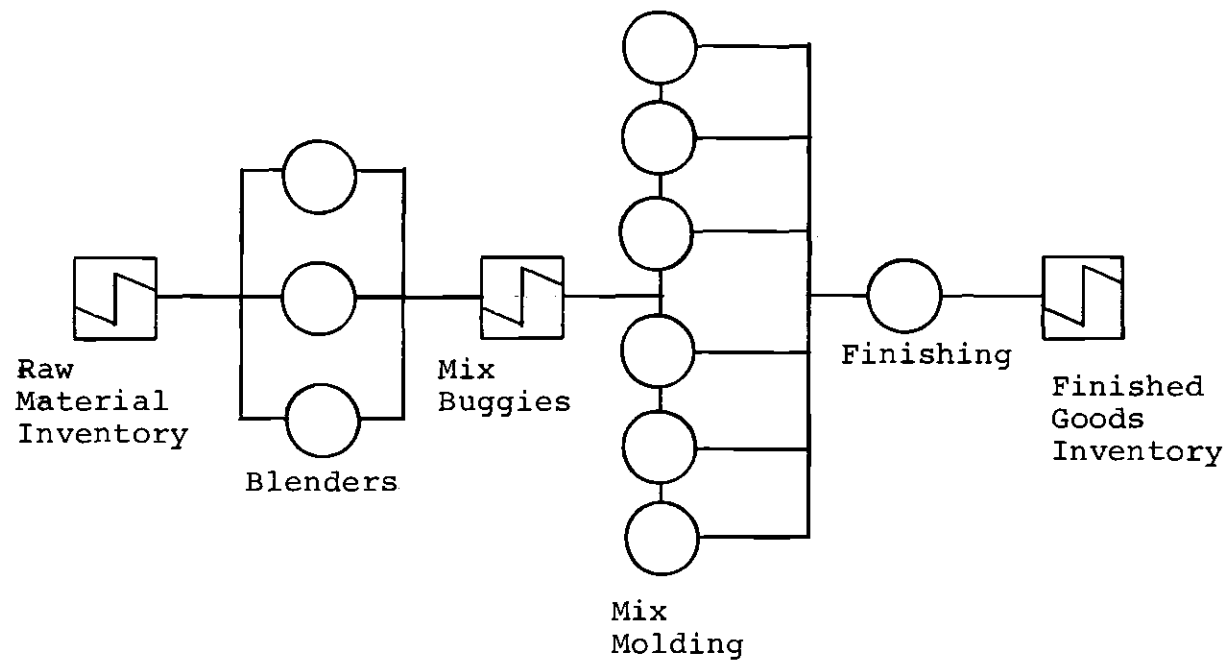 Raw
Material
Inventory
Blenders
Mix
Buggies
Mix
Molding
Finishing
Finished
Goods
Inventory